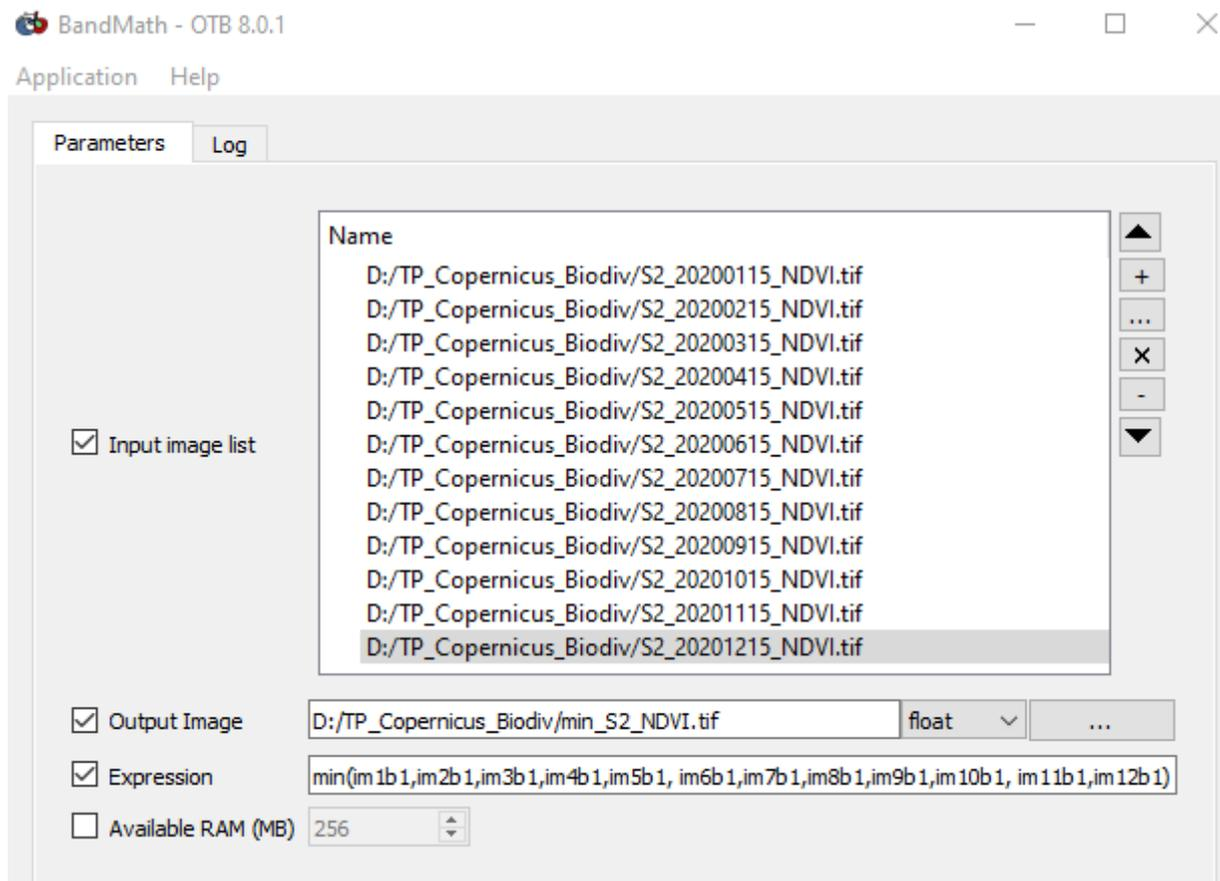 BandMath - OTB 8.0.1
Application Help
Parameters Log
Name
D:/TP_Copernicus_Biodiv/S2_20200115_NDVI.tif
D:/TP_Copernicus_Biodiv/S2_20200215_NDVI.tif
D:/TP_Copernicus_Biodiv/S2_20200315_NDVI.tif
D:/TP_Copernicus_Biodiv/S2_20200415_NDVI.tif
D:/TP_Copernicus_Biodiv/S2_20200515_NDVI.tif
Input image list
D:/TP_Copernicus_Biodiv/S2_20200615_NDVI.tif
D:/TP_Copernicus_Biodiv/S2_20200715_NDVI.tif
D:/TP_Copernicus_Biodiv/S2_20200815_NDVI.tif
D:/TP_Copernicus_Biodiv/S2_20200915_NDVI.tif
D:/TP_Copernicus_Biodiv/S2_20201015_NDVI.tif
D:/TP_Copernicus_Biodiv/S2_20201115_NDVI.tif
D:/TP_Copernicus_Biodiv/S2_20201215_NDVI.tif
+
...
-
Output Image D:/TP_Copernicus_Biodiv/min_S2_NDVI.tif float ...
Expression min(im1b1,im2b1,im3b1,im4b1,im5b1, im6b1,im7b1,im8b1,im9b1,im10b1, im11b1,im12b1)
Available RAM (MB) 256